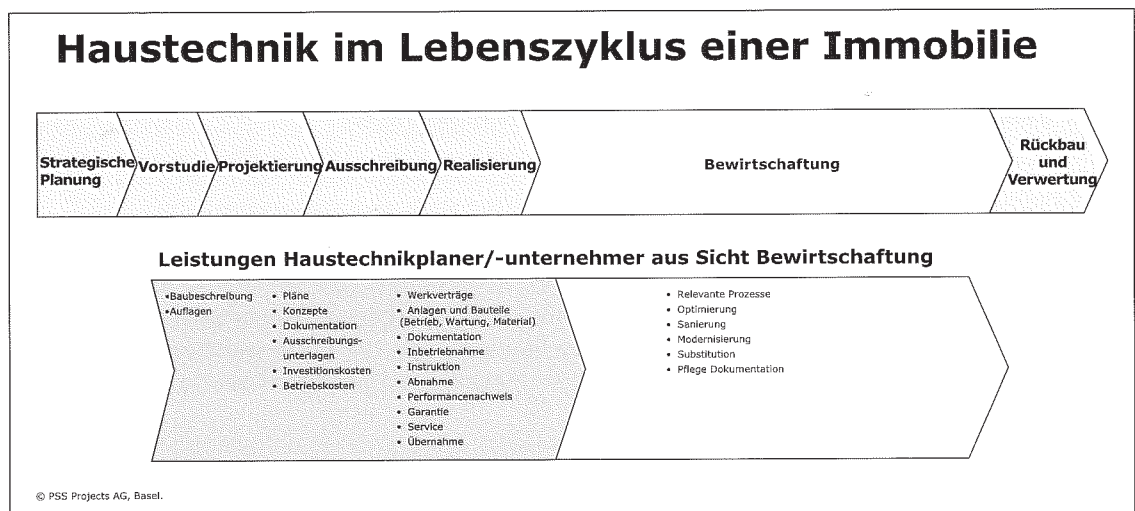 Haustechnik im Lebenszyklus einer Immobilie
Strategische
Planung
Vorstudie
Projektierung
Ausschreibung
Realisierung
Bewirtschaftung
Rückbau
und
Verwertung
Leistungen Haustechnikplaner/-unternehmer aus Sicht Bewirtschaftung
•Baubeschreibung
•Auflagen
• Pläne
• Konzepte
• Dokumentation
• Ausschreibungs-
unterlagen
• Investitionskosten
• Betriebskosten
• Werkverträge
• Anlagen und Bauteile
(Betrieb, Wartung, Material)
• Dokumentation
• Inbetriebnahme
• Instruktion
• Abnahme
• Performancenachweis
• Garantie
• Service
• Übernahme
• Relevante Prozesse
• Optimierung
• Sanierung
• Modernisierung
• Substitution
• Pflege Dokumentation
© PSS Projects AG, Basel.